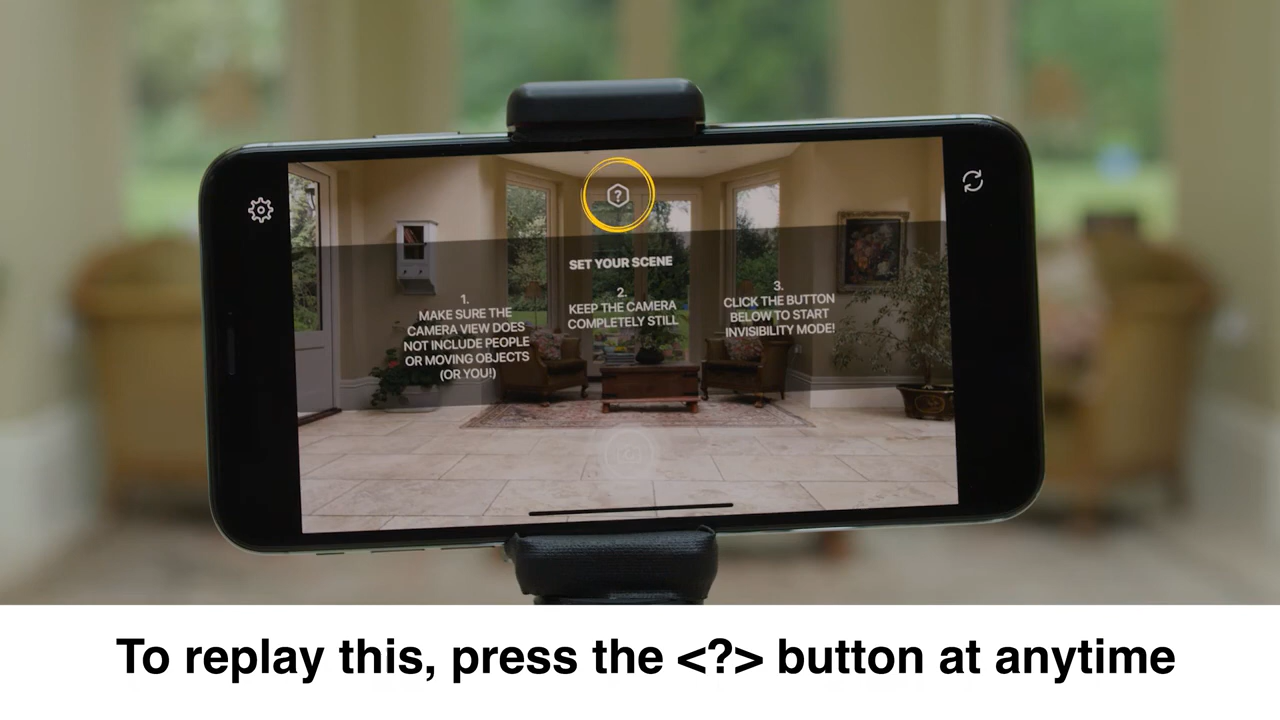 ?
SET YOUR SCENE
1.
MAKE SURE THE
CAMERA VIEW DOES
NOT INCLUDE PEOPLE
OR MOVING OBJECTS
(OR YOU!)
2.
KEEP THE CAMERA
COMPLETELY STILL
3.
CLICK THE BUTTON
BELOW TO START
INVISIBILITY MODE!
To replay this, press the <?> button at anytime